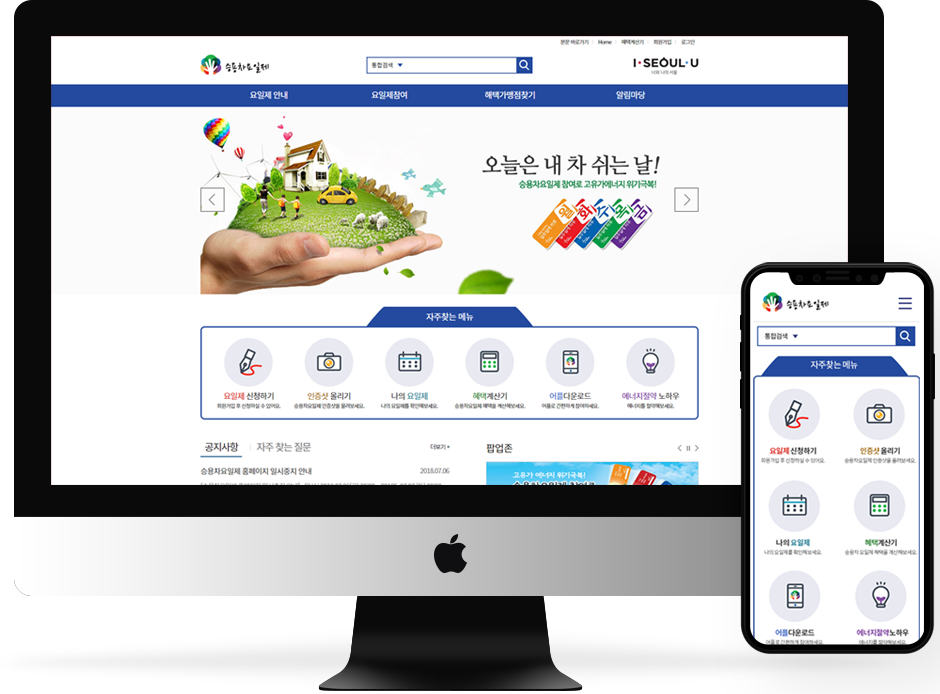 본문 바로가기 | Home | 혜택계산기 | 회원가입 | 로그인
승용차요일제
통합검색
I·SEOUL·U
너와 나의 서울
요일제 안내 요일제참여 혜택가맹점찾기 알림마당
오늘은 내 차 쉬는 날!
승용차요일제 참여로 고유가에너지 위기극복!
월 화 수 목 금
자주찾는 메뉴
요일제 신청하기 인증샷 올리기 나의 요일제 혜택계산기 어플다운로드 에너지절약 노하우
회원가입 후 신청하실 수 있어요. 승용차요일제 인증샷을 올려보세요. 나의 요일제를 확인해보세요. 승용차요일제 혜택을 계산해보세요. 어플로 간편하게 참여하세요. 에너지를 절약해보세요.
공지사항 | 자주 찾는 질문 더보기 +
팝업존
승용차요일제 홈페이지 일시중지 안내 2018.07.06
고유가 에너지 위기극복!
승용차요일제
통합검색
자주찾는 메뉴
요일제 신청하기 인증샷 올리기
회원가입 후 신청하실 수 있어요. 승용차요일제 인증샷을 올려보세요.
나의 요일제 혜택계산기
나의 요일제를 확인해보세요. 승용차 요일제 혜택을 계산해보세요.
어플다운로드 에너지절약 노하우
어플로 간편하게 참여하세요. 에너지를 절약해보세요.